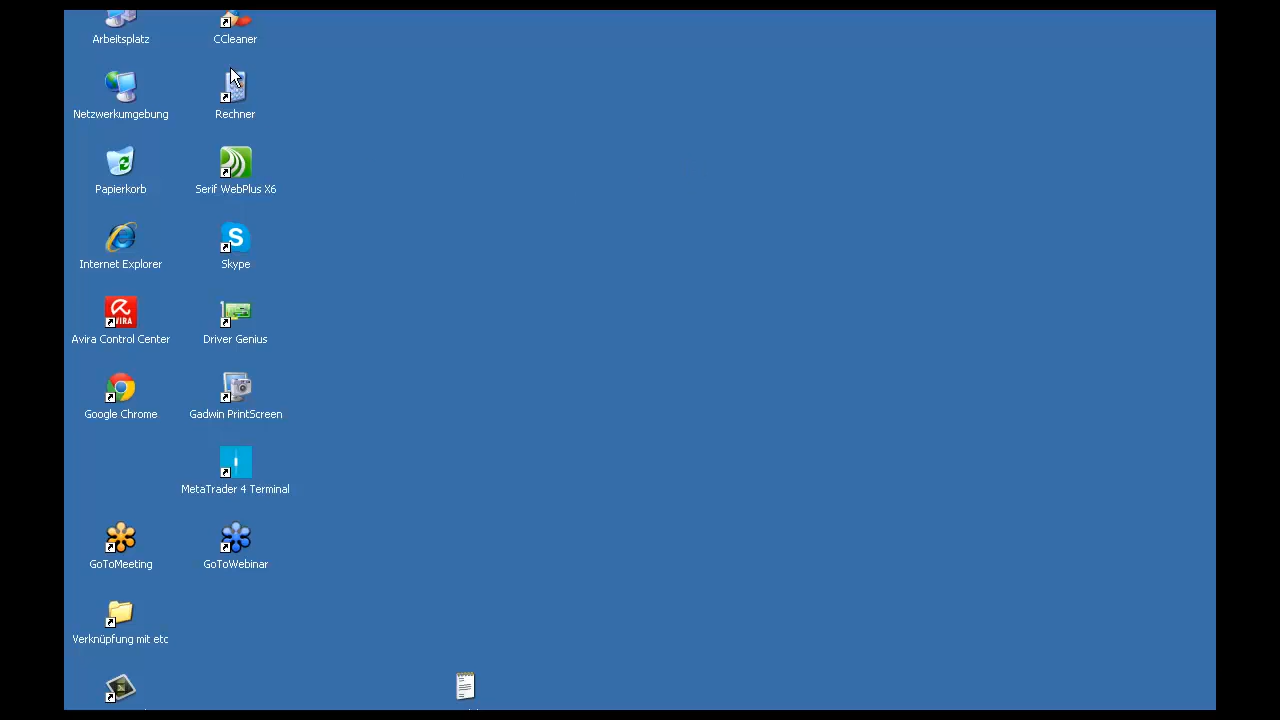 Arbeitsplatz
CCleaner
Netzwerkumgebung
Rechner
Papierkorb
Serif WebPlus X6
Internet Explorer
S
Skype
AVIRA
Avira Control Center
Driver Genius
Google Chrome
Gadwin PrintScreen
MetaTrader 4 Terminal
GoToMeeting
GoToWebinar
Verknüpfung mit etc